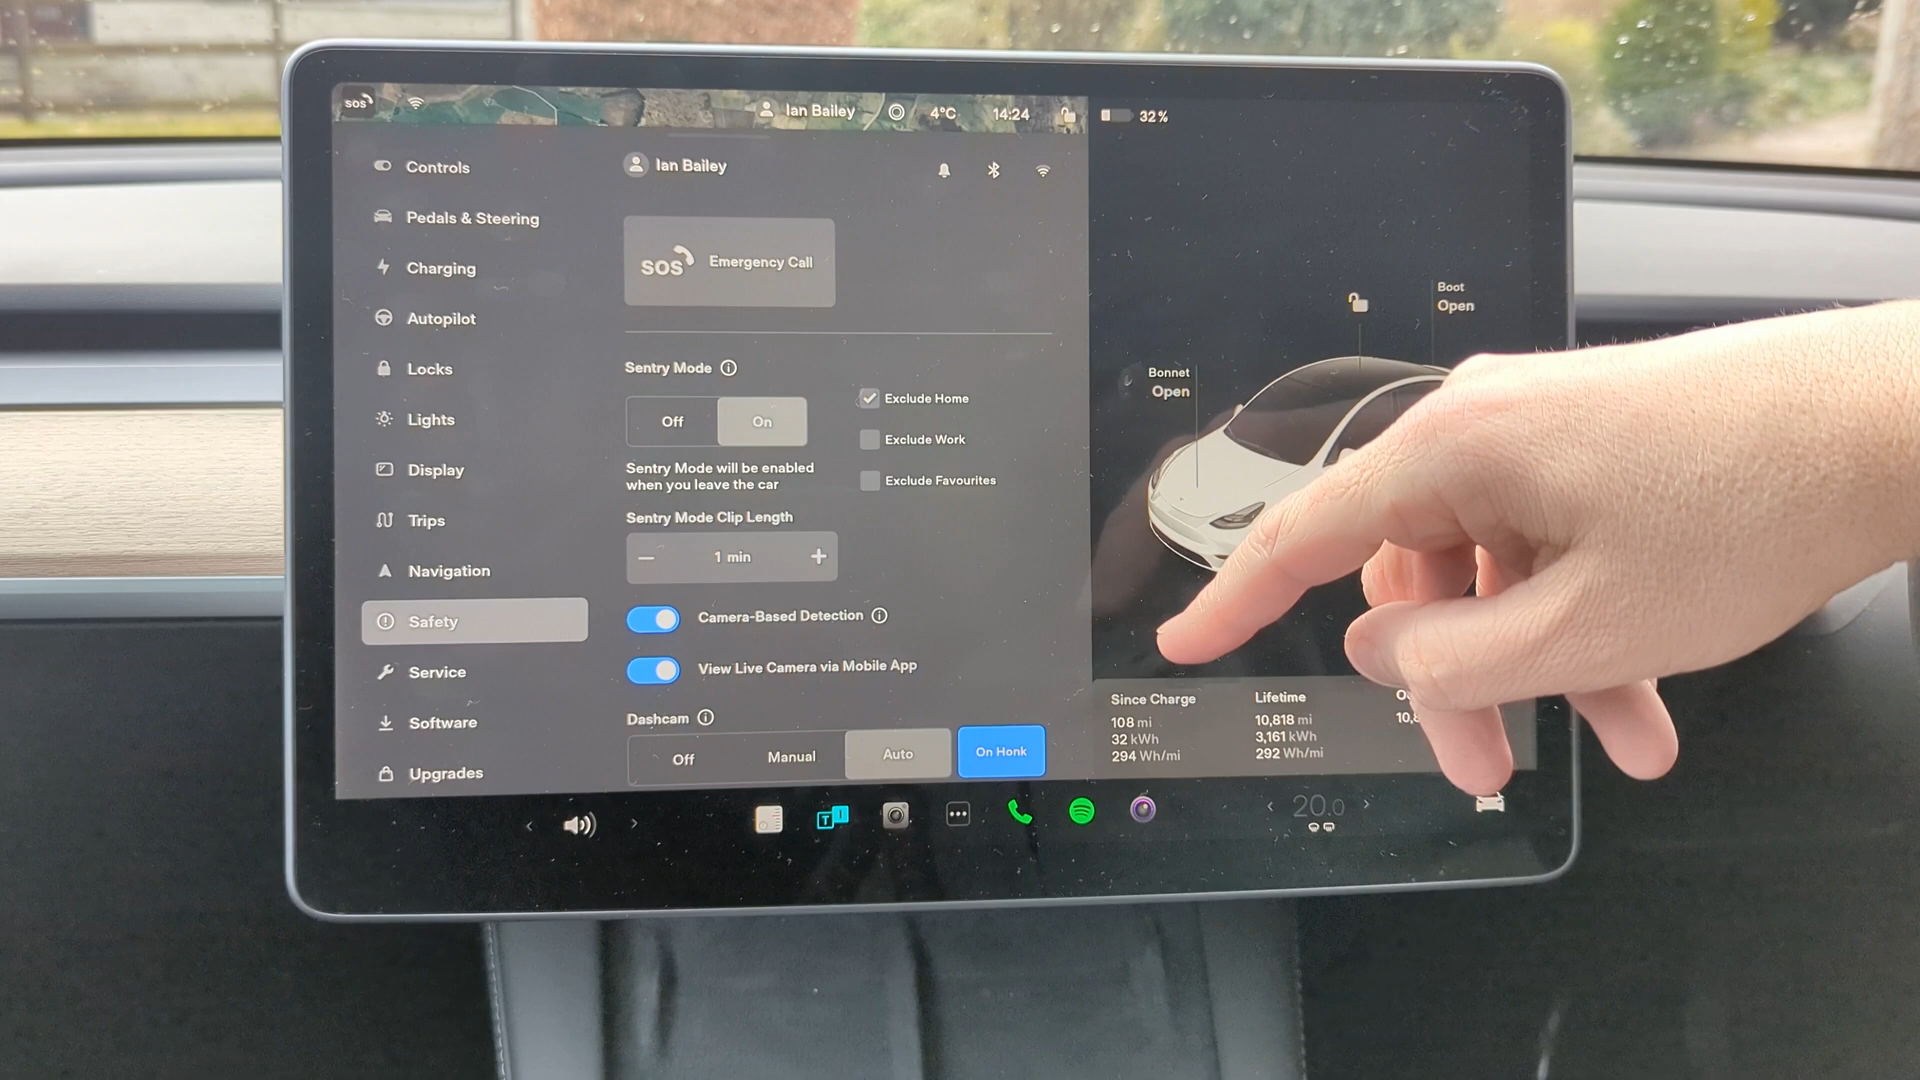 SOS
Ian Bailey
4°C
14:24
32%
Controls
Pedals & Steering
Charging
Autopilot
Locks
Lights
Display
Trips
Navigation
Safety
Service
Software
Upgrades
Ian Bailey
SOS Emergency Call
Sentry Mode
Off On
Exclude Home
Exclude Work
Exclude Favourites
Sentry Mode will be enabled
when you leave the car
Sentry Mode Clip Length
1 min
Camera-Based Detection
View Live Camera via Mobile App
Dashcam
Off Manual Auto On Honk
Boot
Open
Bonnet
Open
Since Charge
108 mi
32 kWh
294 Wh/mi
Lifetime
10,818 mi
3,161 kWh
292 Wh/mi
20.0